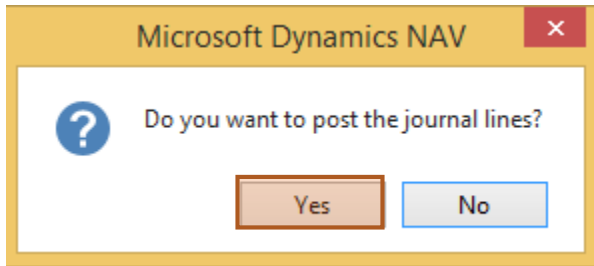 Microsoft Dynamics NAV
Do you want to post the journal lines?
Yes No